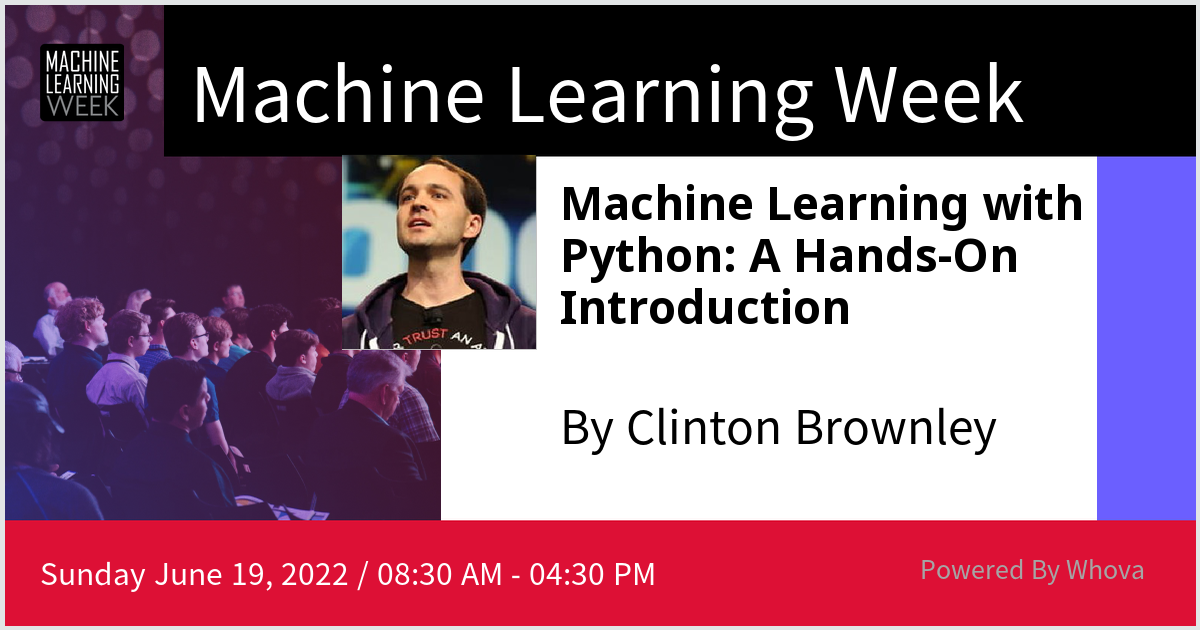 MACHINE
LEARNING
WEEK
Machine Learning Week
Machine Learning with
Python: A Hands-On
Introduction
TRUST AN
By Clinton Brownley
Sunday June 19, 2022 / 08:30 AM - 04:30 PM
Powered By Whova